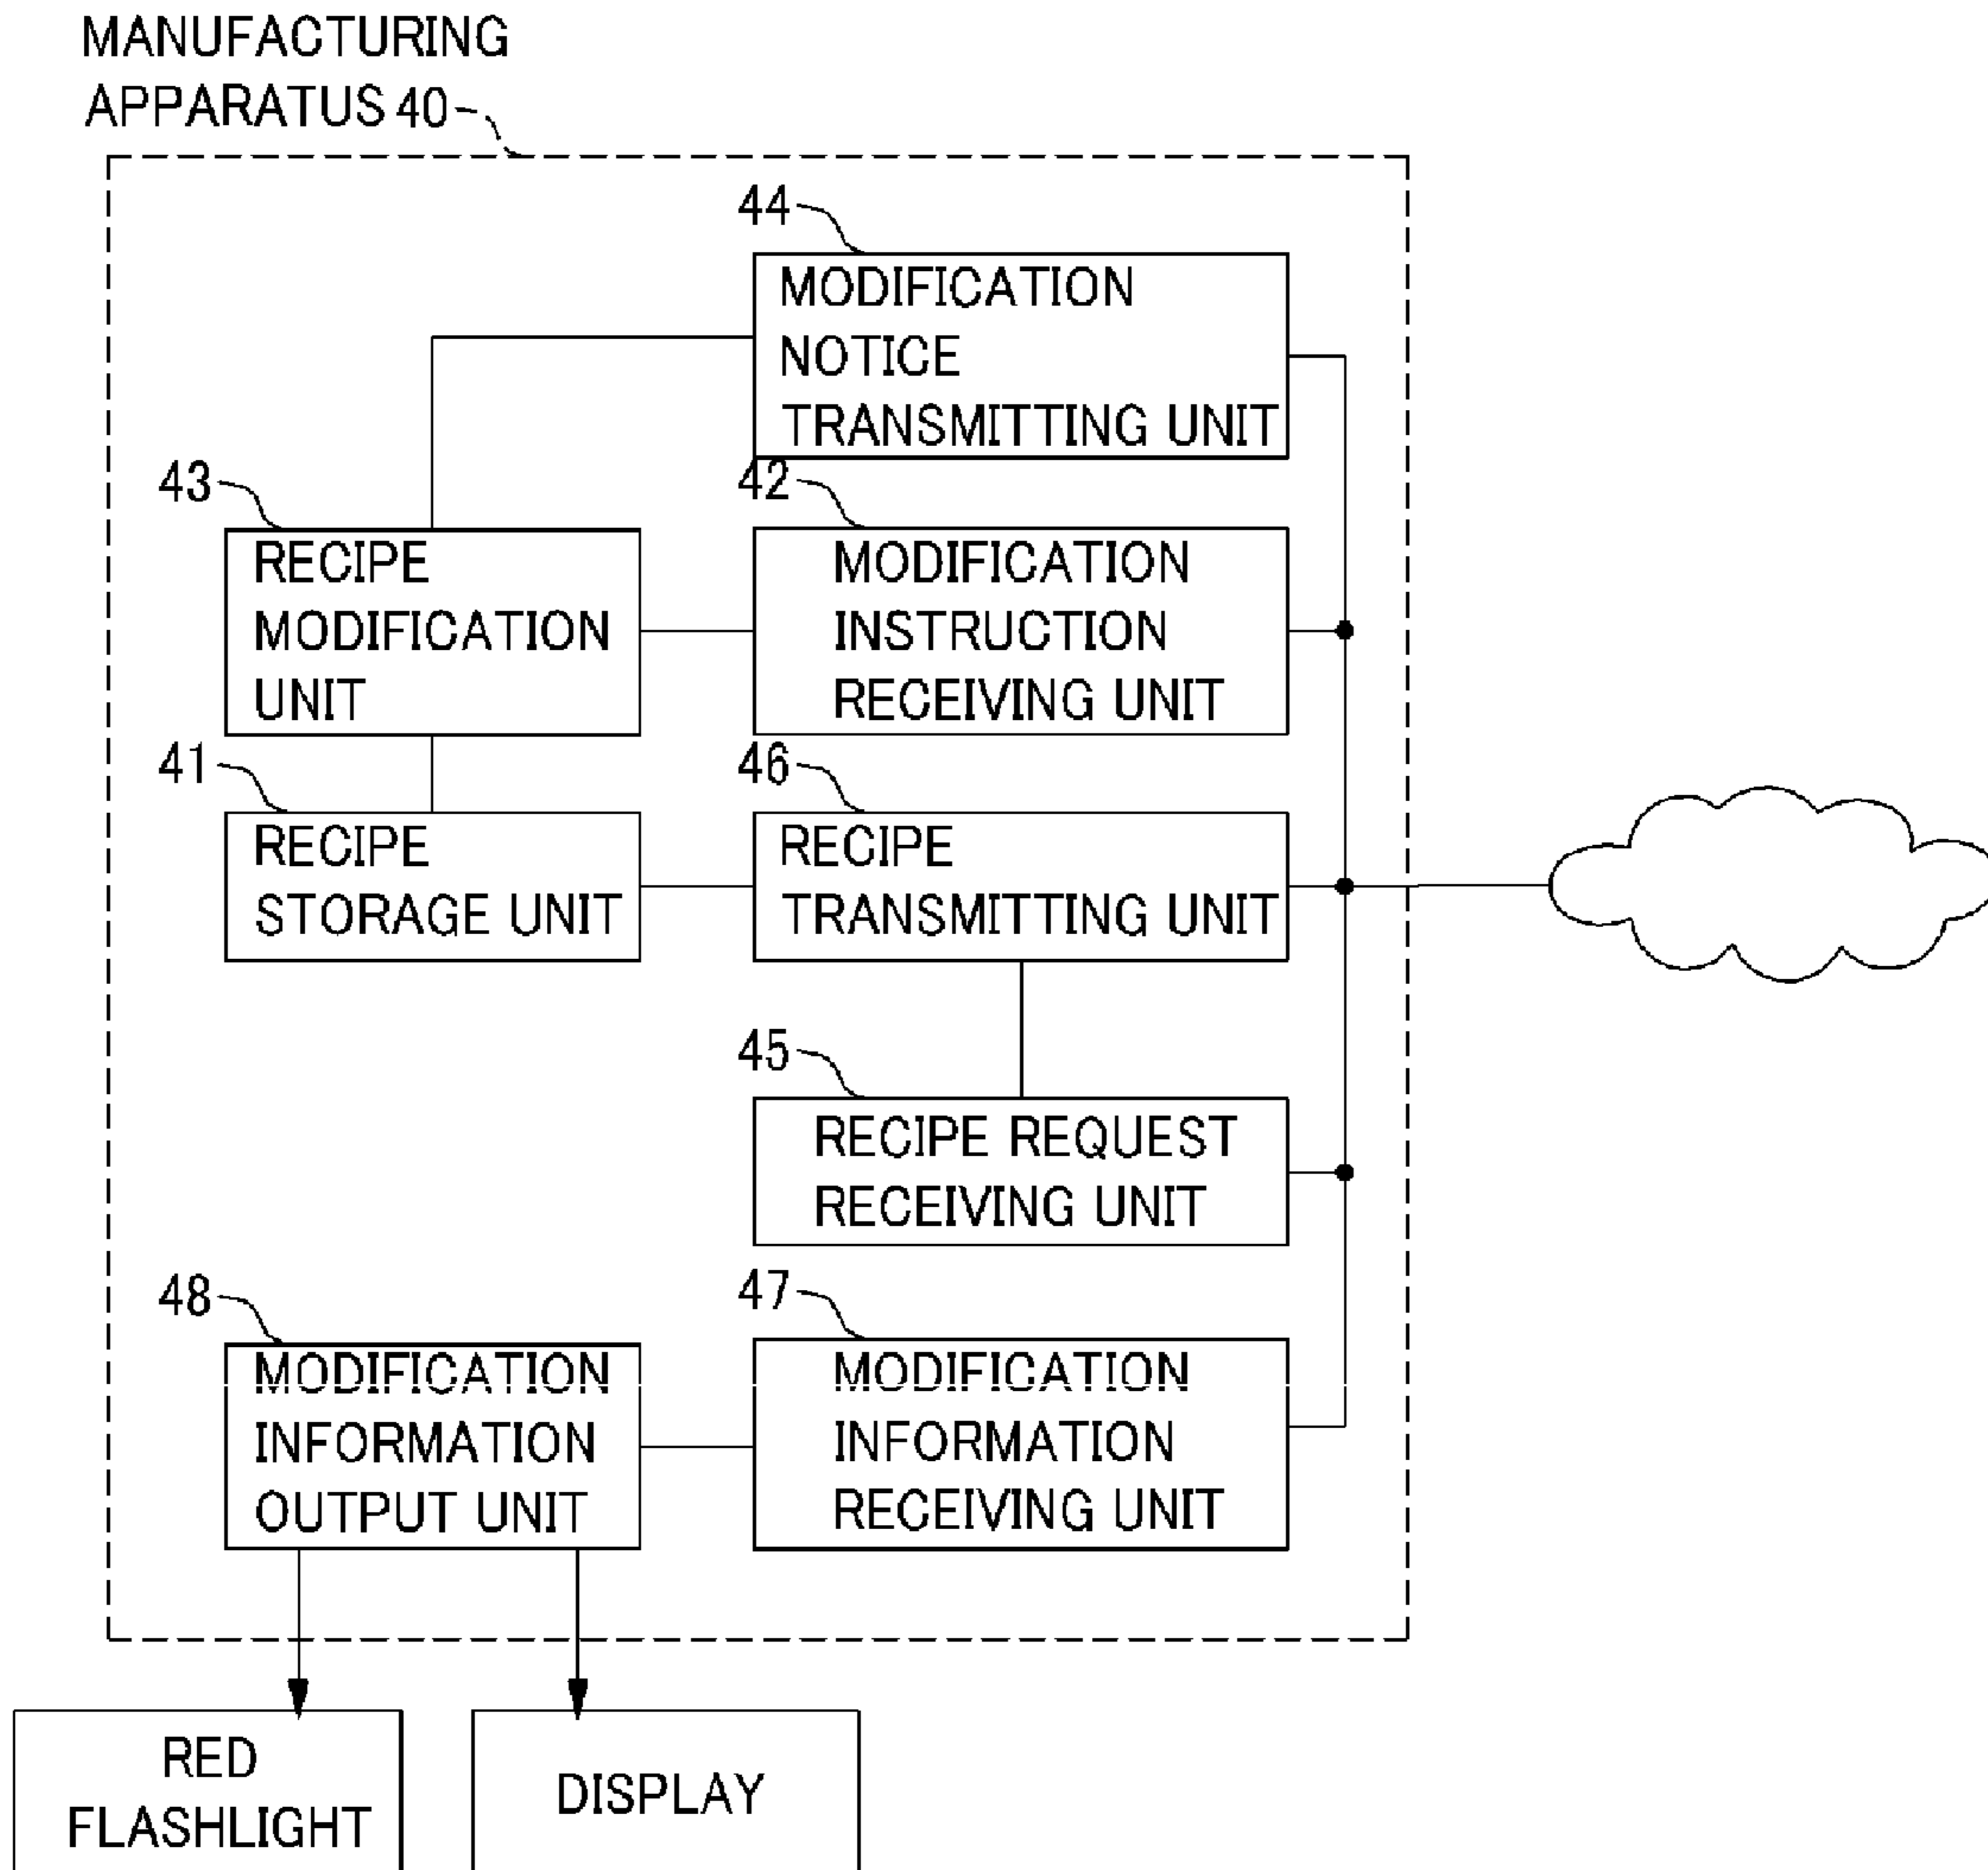 MANUFACTURING
APPARATUS 40
44
MODIFICATION
NOTICE
TRANSMITTING UNIT
43
RECIPE
MODIFICATION
UNIT
42
MODIFICATION
INSTRUCTION
RECEIVING UNIT
41
RECIPE
STORAGE UNIT
46
RECIPE
TRANSMITTING UNIT
45
RECIPE REQUEST
RECEIVING UNIT
48
MODIFICATION
INFORMATION
OUTPUT UNIT
47
MODIFICATION
INFORMATION
RECEIVING UNIT
RED
FLASHLIGHT
DISPLAY